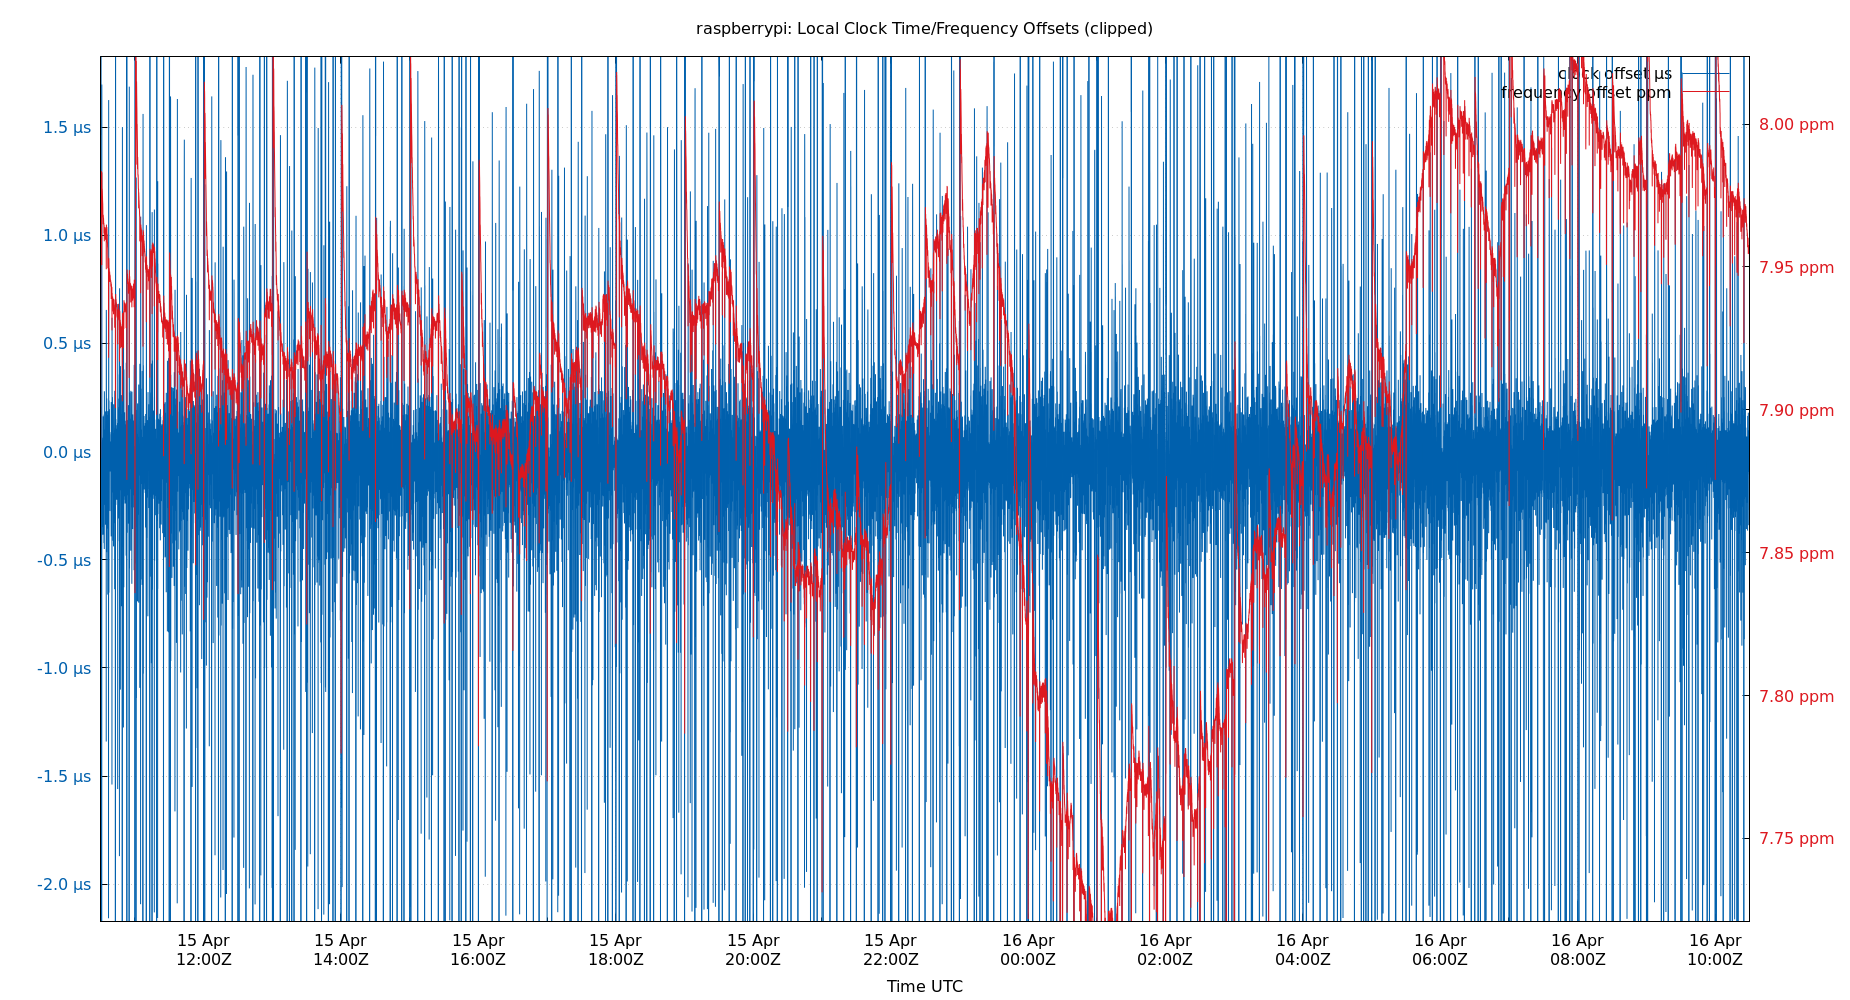 raspberrypi: Local Clock Time/Frequency Offsets (clipped)
clock offset µs
frequency offset ppm
1.5 µs
1.0 µs
0.5 µs
0.0 µs
-0.5 µs
-1.0 µs
-1.5 µs
-2.0 µs
8.00 ppm
7.95 ppm
7.90 ppm
7.85 ppm
7.80 ppm
7.75 ppm
15 Apr 15 Apr 15 Apr 15 Apr 15 Apr 15 Apr 16 Apr 16 Apr 16 Apr 16 Apr 16 Apr 16 Apr
12:00Z 14:00Z 16:00Z 18:00Z 20:00Z 22:00Z 00:00Z 02:00Z 04:00Z 06:00Z 08:00Z 10:00Z
Time UTC